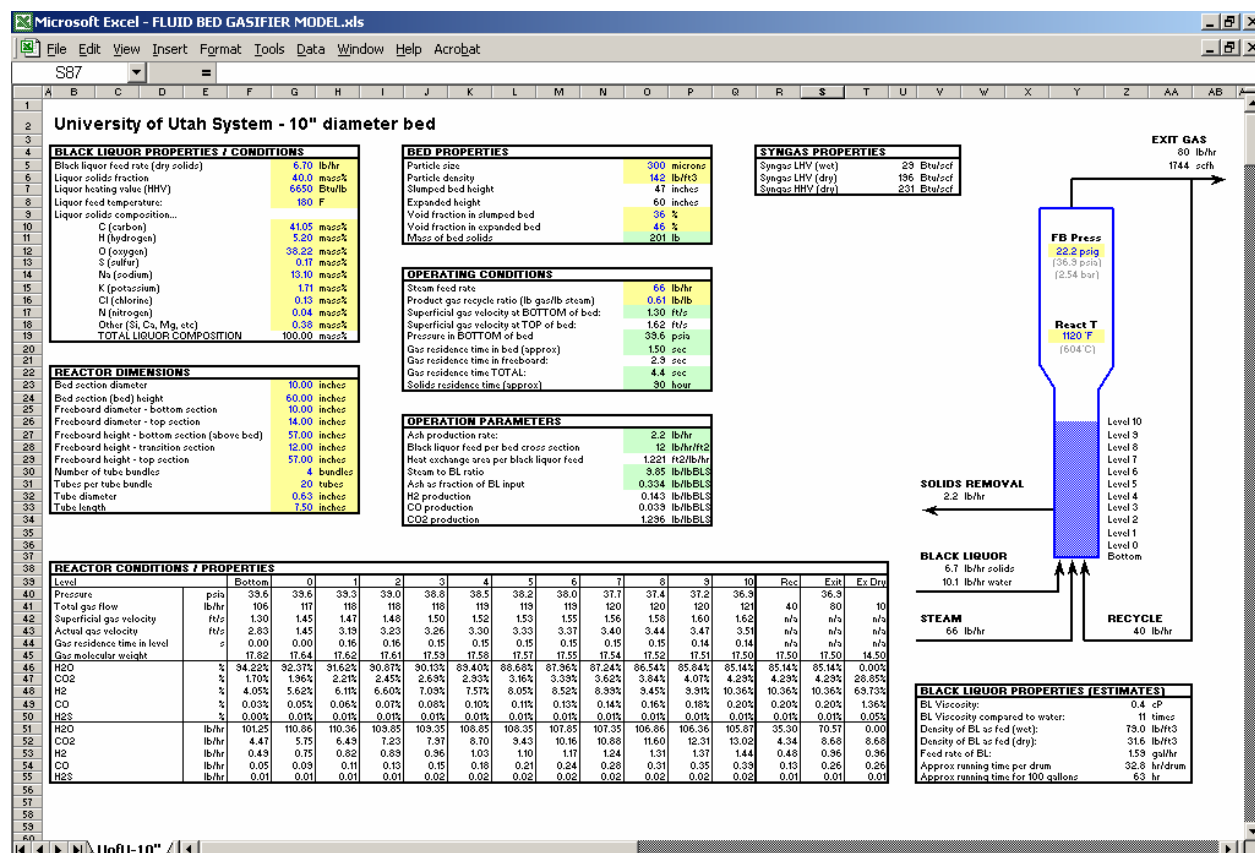 Microsoft Excel - FLUID BED GASIFIER MODEL.xls
File Edit View Insert Format Tools Data Window Help Acrobat
S87 =
A B C D E F G H I J K L M N O P Q R S T U V W X Y Z AA AB
University of Utah System - 10" diameter bed
BLACK LIQUOR PROPERTIES / CONDITIONS
Black liquor feed rate (dry solids) 6.70 lb/hr
Liquor solids fraction 40.0 mass%
Liquor heating value (HHV) 6650 Btu/lb
Liquor feed temperature: 180 F
Liquor solids composition...
C (carbon) 41.05 mass%
H (hydrogen) 5.20 mass%
O (oxygen) 38.22 mass%
S (sulfur) 0.17 mass%
Na (sodium) 13.10 mass%
K (potassium) 1.71 mass%
Cl (chlorine) 0.13 mass%
N (nitrogen) 0.04 mass%
Other (Si, Ca, Mg, etc) 0.38 mass%
TOTAL LIQUOR COMPOSITION 100.00 mass%
REACTOR DIMENSIONS
Bed section diameter 10.00 inches
Bed section (bed) height 60.00 inches
Freeboard diameter - bottom section 10.00 inches
Freeboard diameter - top section 14.00 inches
Freeboard height - bottom section (above bed) 57.00 inches
Freeboard height - transition section 12.00 inches
Freeboard height - top section 57.00 inches
Number of tube bundles 4 bundles
Tubes per tube bundle 20 tubes
Tube diameter 0.63 inches
Tube length 7.50 inches
BED PROPERTIES
Particle size 300 microns
Particle density 142 lb/ft3
Slumped bed height 47 inches
Expanded height 60 inches
Void fraction in slumped bed 36 %
Void fraction in expanded bed 46 %
Mass of bed solids 201 lb
OPERATING CONDITIONS
Steam feed rate 66 lb/hr
Product gas recycle ratio (lb gas/lb steam) 0.61 lb/lb
Superficial gas velocity at BOTTOM of bed: 1.30 ft/s
Superficial gas velocity at TOP of bed: 1.62 ft/s
Pressure in BOTTOM of bed 39.6 psia
Gas residence time in bed (approx) 1.50 sec
Gas residence time in freeboard: 2.9 sec
Gas residence time TOTAL: 4.4 sec
Solids residence time (approx) 90 hour
OPERATION PARAMETERS
Ash production rate: 2.2 lb/hr
Black liquor feed per bed cross section 12 lb/hr/ft2
Heat exchange area per black liquor feed 1.221 ft2/lb/hr
Steam to BL ratio 9.85 lb/lbBLS
Ash as fraction of BL input 0.334 lb/lbBLS
H2 production 0.143 lb/lbBLS
CO production 0.039 lb/lbBLS
CO2 production 1.296 lb/lbBLS
SYNGAS PROPERTIES
Syngas LHV (wet) 29 Btu/scf
Syngas LHV (dry) 196 Btu/scf
Syngas HHV (dry) 231 Btu/scf
EXIT GAS
80 lb/hr
1744 scfh
FB Press
22.2 psig
(36.9 psia)
(2.54 bar)
React T
1120°F
(604°C)
Level 10
Level 9
Level 8
Level 7
Level 6
Level 5
Level 4
Level 3
Level 2
Level 1
Level 0
Bottom
SOLIDS REMOVAL
2.2 lb/hr
BLACK LIQUOR
6.7 lb/hr solids
10.1 lb/hr water
STEAM
66 lb/hr
RECYCLE
40 lb/hr
REACTOR CONDITIONS / PROPERTIES
Level Bottom 0 1 2 3 4 5 6 7 8 9 10 Rec Exit Ex Dry
Pressure psia 39.6 39.6 39.3 39.0 38.8 38.5 38.2 38.0 37.7 37.4 37.2 36.9 36.9
Total gas flow lb/hr 106 117 118 118 118 119 119 119 120 120 120 121 40 80 10
Superficial gas velocity ft/s 1.30 1.45 1.47 1.48 1.50 1.52 1.53 1.55 1.56 1.58 1.60 1.62 n/a n/a n/a
Actual gas velocity ft/s 2.83 1.45 3.19 3.23 3.26 3.30 3.33 3.37 3.40 3.44 3.47 3.51 n/a n/a n/a
Gas residence time in level s 0.00 0.00 0.16 0.16 0.15 0.15 0.15 0.15 0.15 0.15 0.14 0.14 n/a n/a n/a
Gas molecular weight 17.82 17.64 17.62 17.61 17.59 17.58 17.57 17.55 17.54 17.52 17.51 17.50 17.50 17.50 14.50
H2O % 94.22% 92.37% 91.62% 90.87% 90.13% 89.40% 88.68% 87.96% 87.24% 86.54% 85.84% 85.14% 85.14% 85.14% 0.00%
CO2 % 1.70% 1.96% 2.21% 2.45% 2.69% 2.93% 3.16% 3.39% 3.62% 3.84% 4.07% 4.29% 4.29% 4.29% 28.85%
H2 % 4.05% 5.62% 6.11% 6.60% 7.09% 7.57% 8.05% 8.52% 8.99% 9.45% 9.91% 10.36% 10.36% 10.36% 69.73%
CO % 0.03% 0.05% 0.06% 0.07% 0.08% 0.10% 0.11% 0.13% 0.14% 0.16% 0.18% 0.20% 0.20% 0.20% 1.36%
H2S % 0.00% 0.01% 0.01% 0.01% 0.01% 0.01% 0.01% 0.01% 0.01% 0.01% 0.01% 0.01% 0.01% 0.01% 0.05%
H2O lb/hr 101.25 110.86 110.36 109.85 109.35 108.85 108.35 107.85 107.35 106.86 106.36 105.87 35.30 70.57 0.00
CO2 lb/hr 4.47 5.75 6.49 7.23 7.97 8.70 9.43 10.16 10.88 11.60 12.31 13.02 4.34 8.68 8.68
H2 lb/hr 0.49 0.75 0.82 0.89 0.96 1.03 1.10 1.17 1.24 1.31 1.37 1.44 0.48 0.96 0.96
CO lb/hr 0.05 0.09 0.11 0.13 0.15 0.18 0.21 0.24 0.28 0.31 0.35 0.39 0.13 0.26 0.26
H2S lb/hr 0.01 0.01 0.01 0.01 0.02 0.02 0.02 0.02 0.02 0.02 0.02 0.02 0.01 0.01 0.01
BLACK LIQUOR PROPERTIES (ESTIMATES)
BL Viscosity: 0.4 cP
BL Viscosity compared to water: 11 times
Density of BL as fed (wet): 79.0 lb/ft3
Density of BL as fed (dry): 31.6 lb/ft3
Feed rate of BL: 1.59 gal/hr
Approx running time per drum 32.8 hr/drum
Approx running time for 100 gallons 63 hr
UofU-10"